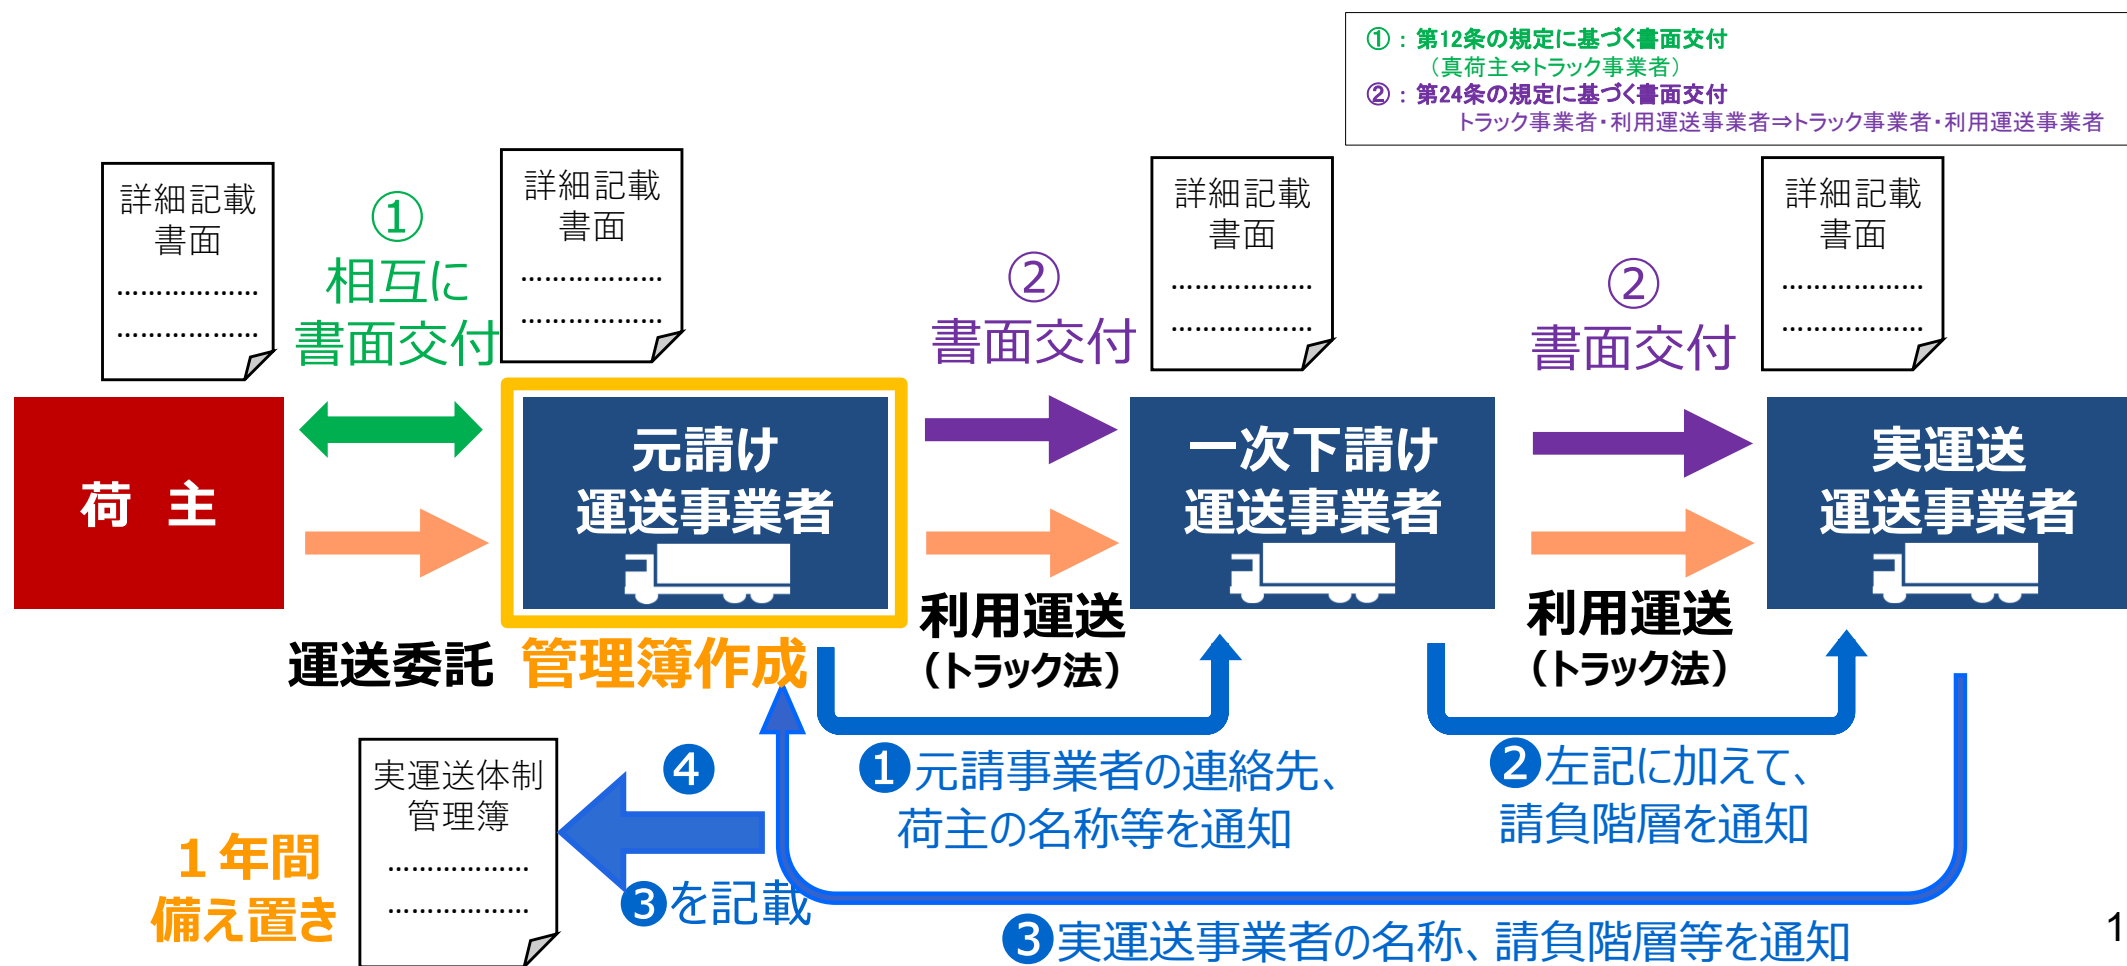 ①：第12条の規定に基づく書面交付
（真荷主⇔トラック事業者）
②：第24条の規定に基づく書面交付
トラック事業者・利用運送事業者⇒トラック事業者・利用運送事業者
詳細記載
書面
………………
………………
①
相互に
書面交付
詳細記載
書面
………………
………………
②
書面交付
詳細記載
書面
………………
………………
②
書面交付
詳細記載
書面
………………
………………
荷 主
元請け
運送事業者
一次下請け
運送事業者
実運送
運送事業者
運送委託
管理簿作成
利用運送
（トラック法）
利用運送
（トラック法）
実運送体制
管理簿
………………
………………
１年間
備え置き
❹
❸を記載
❶元請事業者の連絡先、
荷主の名称等を通知
❷左記に加えて、
請負階層を通知
❸実運送事業者の名称、請負階層等を通知
1